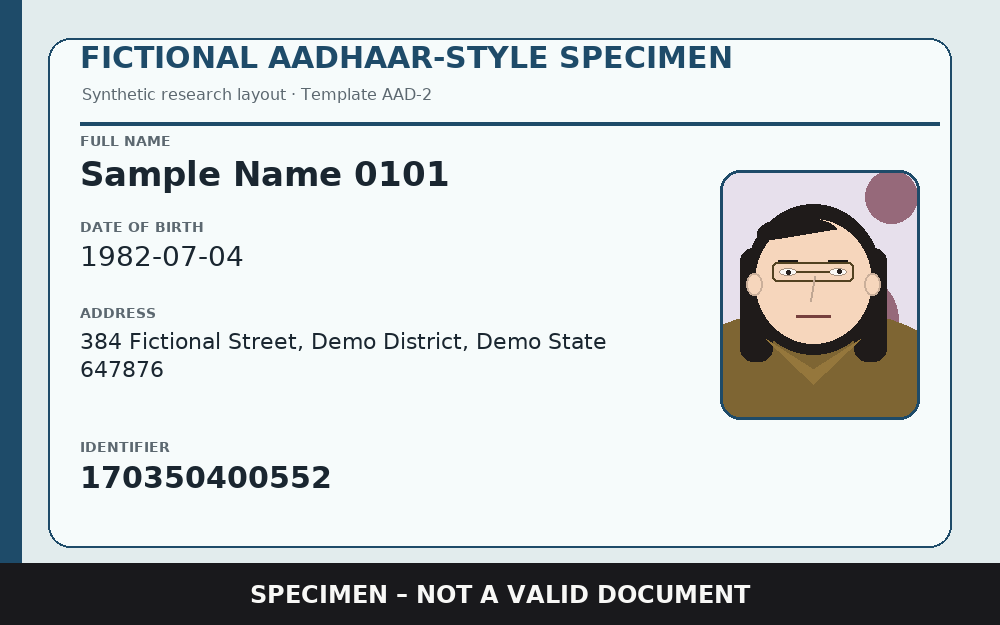 FICTIONAL AADHAAR-STYLE SPECIMEN
Synthetic research layout · Template AAD-2
FULL NAME
Sample Name 0101
DATE OF BIRTH
1982-07-04
ADDRESS
384 Fictional Street, Demo District, Demo State
647876
IDENTIFIER
170350400552
SPECIMEN – NOT A VALID DOCUMENT